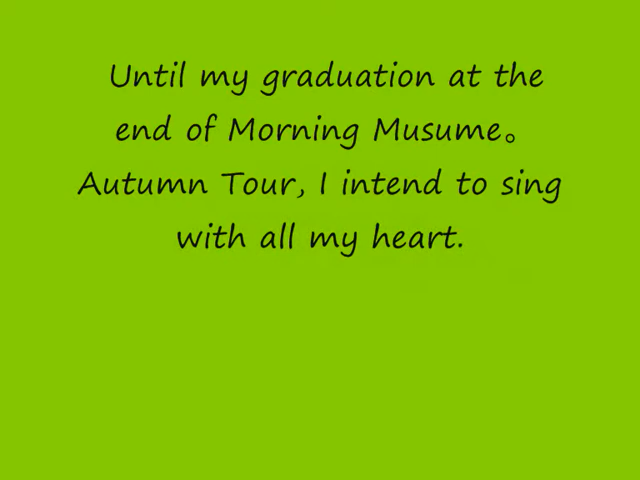 Until my graduation at the
end of Morning Musume。
Autumn Tour, I intend to sing
with all my heart.